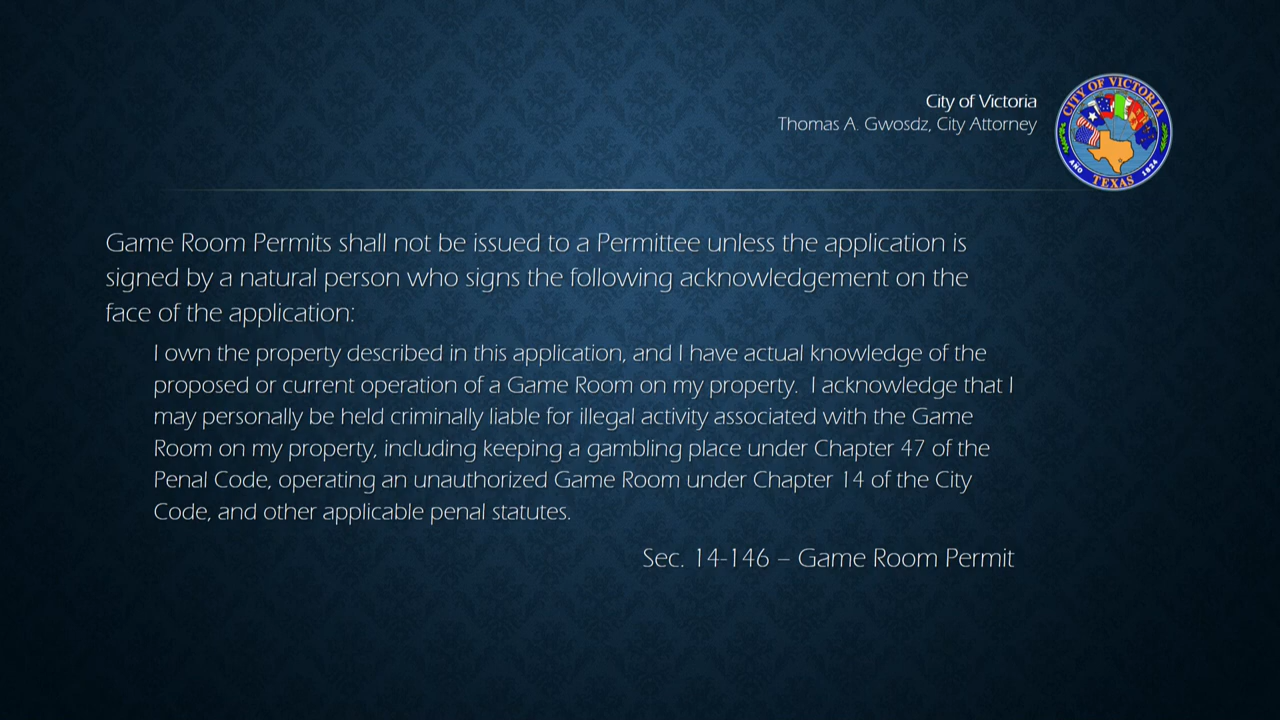 City of Victoria
Thomas A. Gwosdz, City Attorney
CITY OF VICTORIA
ANO 1824
TEXAS
Game Room Permits shall not be issued to a Permittee unless the application is
signed by a natural person who signs the following acknowledgement on the
face of the application:
I own the property described in this application, and I have actual knowledge of the
proposed or current operation of a Game Room on my property. I acknowledge that I
may personally be held criminally liable for illegal activity associated with the Game
Room on my property, including keeping a gambling place under Chapter 47 of the
Penal Code, operating an unauthorized Game Room under Chapter 14 of the City
Code, and other applicable penal statutes.
Sec. 14-146 – Game Room Permit